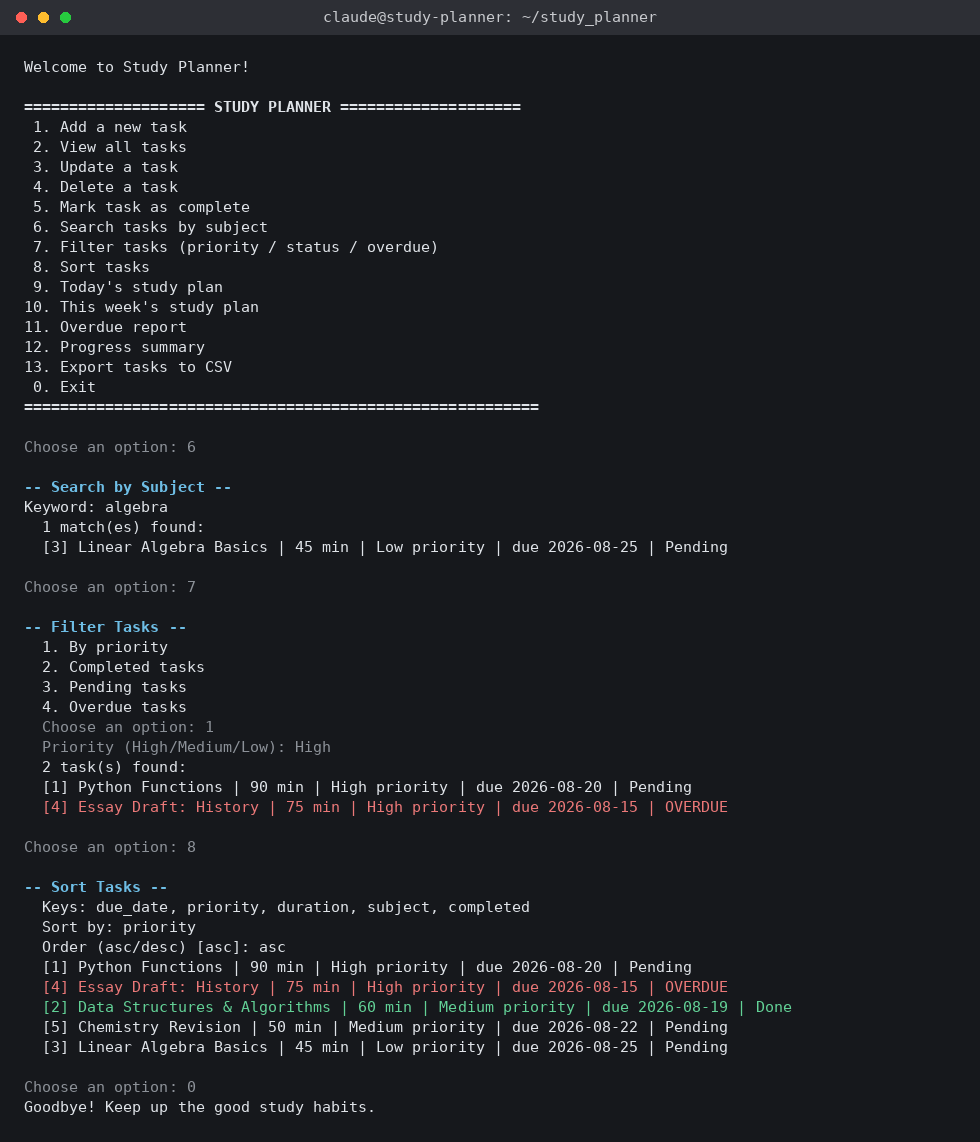 claude@study-planner: ~/study_planner
Welcome to Study Planner!
==================== STUDY PLANNER ====================
 1. Add a new task
 2. View all tasks
 3. Update a task
 4. Delete a task
 5. Mark task as complete
 6. Search tasks by subject
 7. Filter tasks (priority / status / overdue)
 8. Sort tasks
 9. Today's study plan
10. This week's study plan
11. Overdue report
12. Progress summary
13. Export tasks to CSV
 0. Exit
=========================================================
Choose an option: 6
-- Search by Subject --
Keyword: algebra
  1 match(es) found:
  [3] Linear Algebra Basics | 45 min | Low priority | due 2026-08-25 | Pending
Choose an option: 7
-- Filter Tasks --
  1. By priority
  2. Completed tasks
  3. Pending tasks
  4. Overdue tasks
  Choose an option: 1
  Priority (High/Medium/Low): High
  2 task(s) found:
  [1] Python Functions | 90 min | High priority | due 2026-08-20 | Pending
  [4] Essay Draft: History | 75 min | High priority | due 2026-08-15 | OVERDUE
Choose an option: 8
-- Sort Tasks --
  Keys: due_date, priority, duration, subject, completed
  Sort by: priority
  Order (asc/desc) [asc]: asc
  [1] Python Functions | 90 min | High priority | due 2026-08-20 | Pending
  [4] Essay Draft: History | 75 min | High priority | due 2026-08-15 | OVERDUE
  [2] Data Structures & Algorithms | 60 min | Medium priority | due 2026-08-19 | Done
  [5] Chemistry Revision | 50 min | Medium priority | due 2026-08-22 | Pending
  [3] Linear Algebra Basics | 45 min | Low priority | due 2026-08-25 | Pending
Choose an option: 0
Goodbye! Keep up the good study habits.